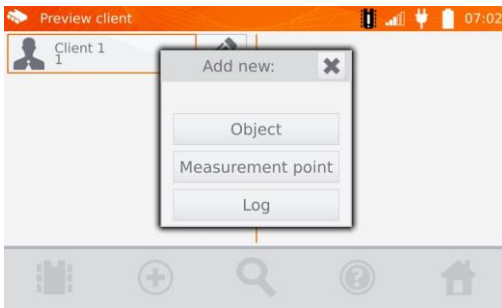 Preview client
07:02
Client 1
1
Add new:
Object
Measurement point
Log